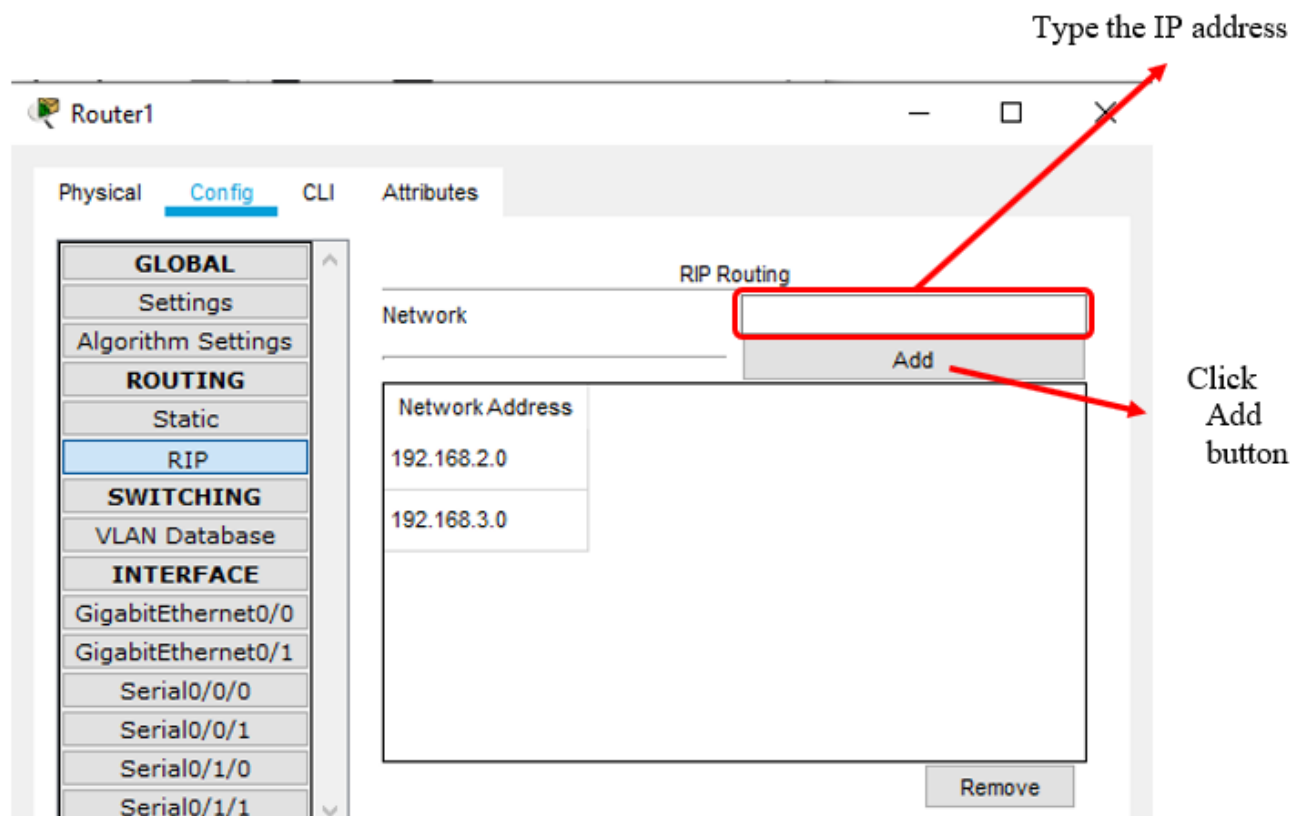 Type the IP address
Router1
Physical Config CLI Attributes
GLOBAL
Settings
Algorithm Settings
ROUTING
Static
RIP
SWITCHING
VLAN Database
INTERFACE
GigabitEthernet0/0
GigabitEthernet0/1
Serial0/0/0
Serial0/0/1
Serial0/1/0
Serial0/1/1
RIP Routing
Network
Add
Network Address
192.168.2.0
192.168.3.0
Remove
Click
Add
button